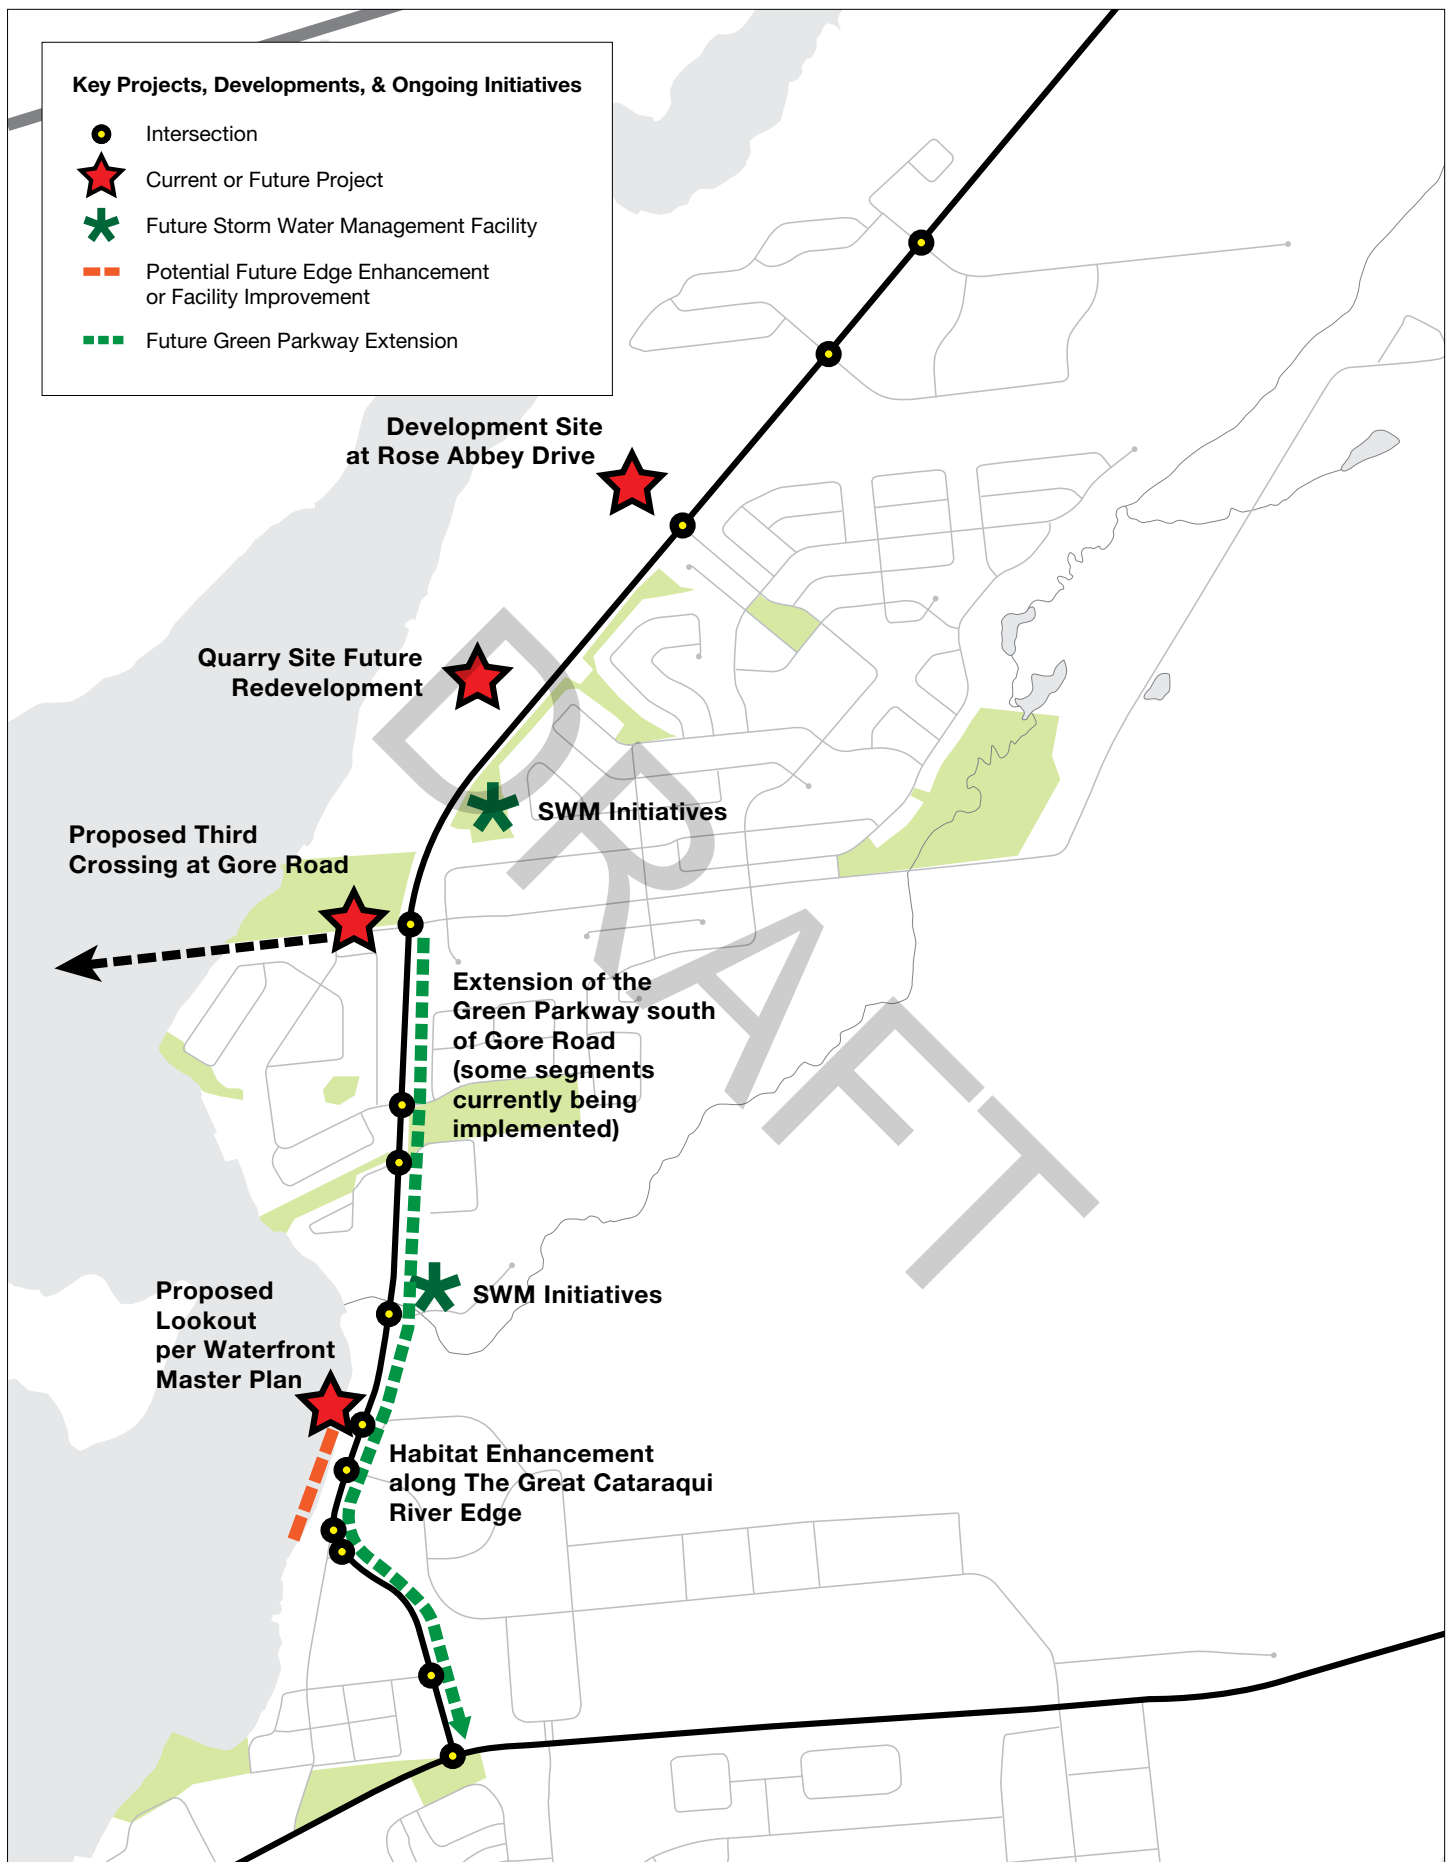 Key Projects, Developments, & Ongoing Initiatives
Intersection
Current or Future Project
Future Storm Water Management Facility
Potential Future Edge Enhancement
or Facility Improvement
Future Green Parkway Extension
Development Site
at Rose Abbey Drive
Quarry Site Future
Redevelopment
SWM Initiatives
Proposed Third
Crossing at Gore Road
DRAFT
Extension of the
Green Parkway south
of Gore Road
(some segments
currently being
implemented)
SWM Initiatives
Proposed
Lookout
per Waterfront
Master Plan
Habitat Enhancement
along The Great Cataraqui
River Edge